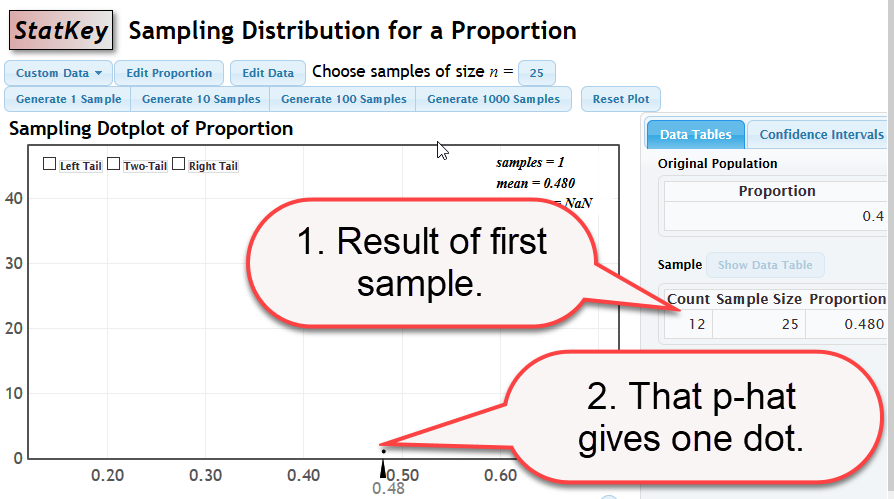 StatKey Sampling Distribution for a Proportion
Custom Data Edit Proportion Edit Data Choose samples of size n = 25
Generate 1 Sample Generate 10 Samples Generate 100 Samples Generate 1000 Samples Reset Plot
Sampling Dotplot of Proportion
Left Tail Two-Tail Right Tail
samples = 1
mean = 0.480
= NaN
40
30
20
10
0
0.20 0.30 0.40 0.50 0.60
0.48
1. Result of first
sample.
2. That p-hat
gives one dot.
Data Tables Confidence Intervals
Original Population
Proportion
0.4
Sample Show Data Table
Count Sample Size Proportion
12 25 0.480